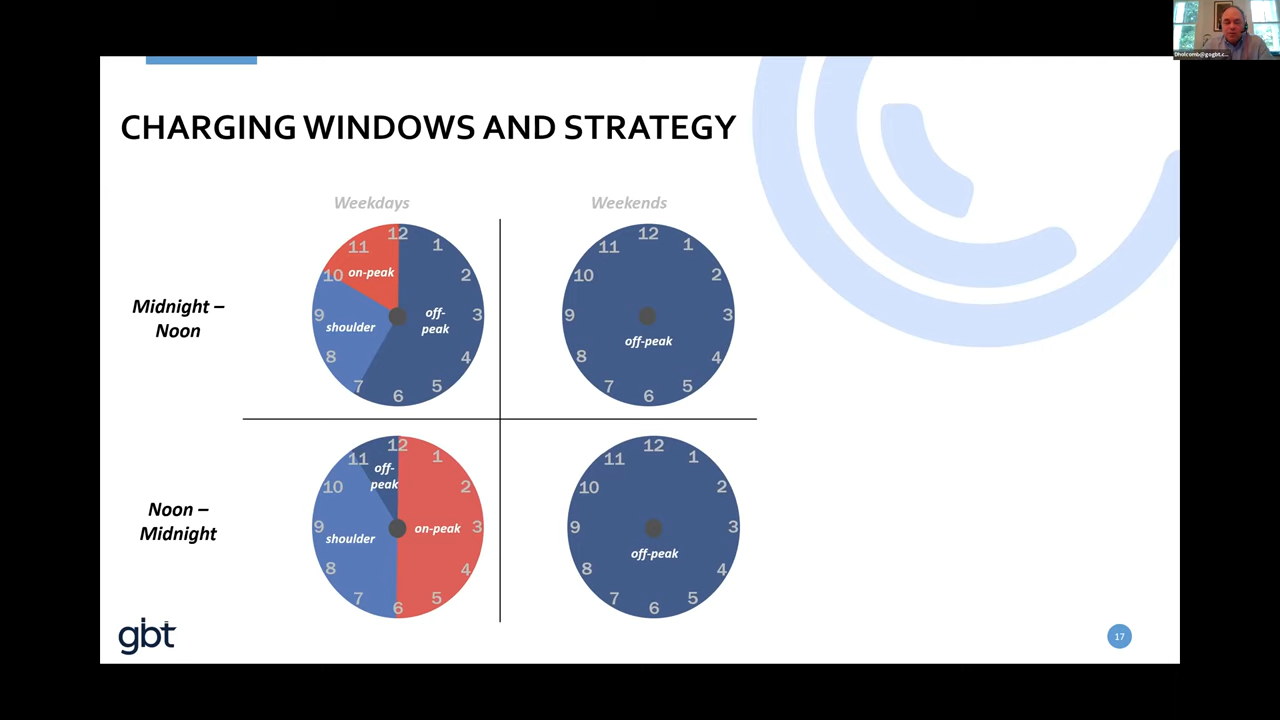 Dholcomb@gogbt.c...
CHARGING WINDOWS AND STRATEGY
Weekdays
Weekends
Midnight –
Noon
12
1
2
3
4
5
6
7
8
9
10
11
on-peak
off-
peak
shoulder
12
1
2
3
4
5
6
7
8
9
10
11
off-peak
Noon –
Midnight
12
1
2
3
4
5
6
7
8
9
10
11
off-
peak
on-peak
shoulder
12
1
2
3
4
5
6
7
8
9
10
11
off-peak
gbt
17